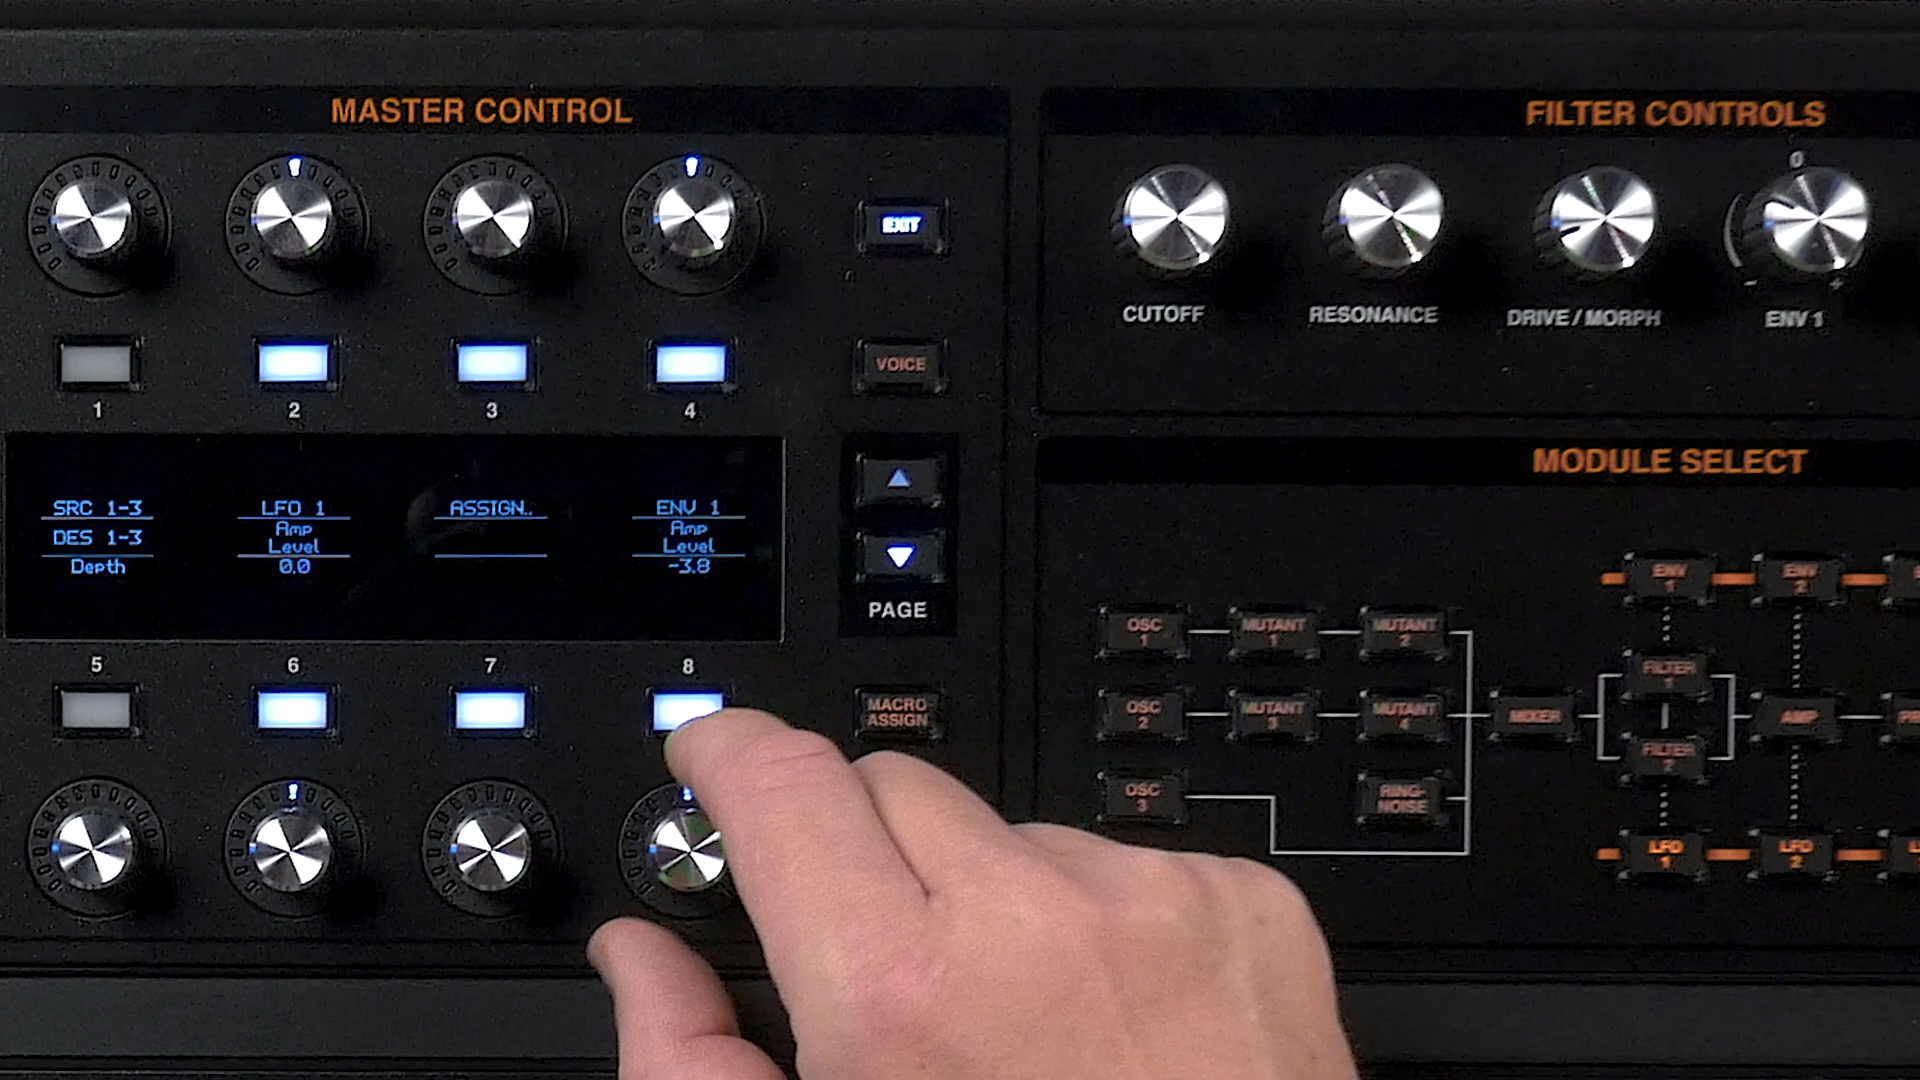 MASTER CONTROL
FILTER CONTROLS
EXIT
0
- +
CUTOFF RESONANCE DRIVE / MORPH ENV 1
VOICE
1 2 3 4
MODULE SELECT
SRC 1-3 LFO 1 ASSIGN.. ENV 1
DES 1-3 Amp Level Amp Level
Depth 0.0 -3.8
PAGE
5 6 7 8
MACRO
ASSIGN
ENV
1
ENV
2
OSC
1
MUTANT
1
MUTANT
2
FILTER
1
OSC
2
MUTANT
3
MUTANT
4
MIXER
AMP
FILTER
2
OSC
3
RING-
NOISE
LFO
1
LFO
2